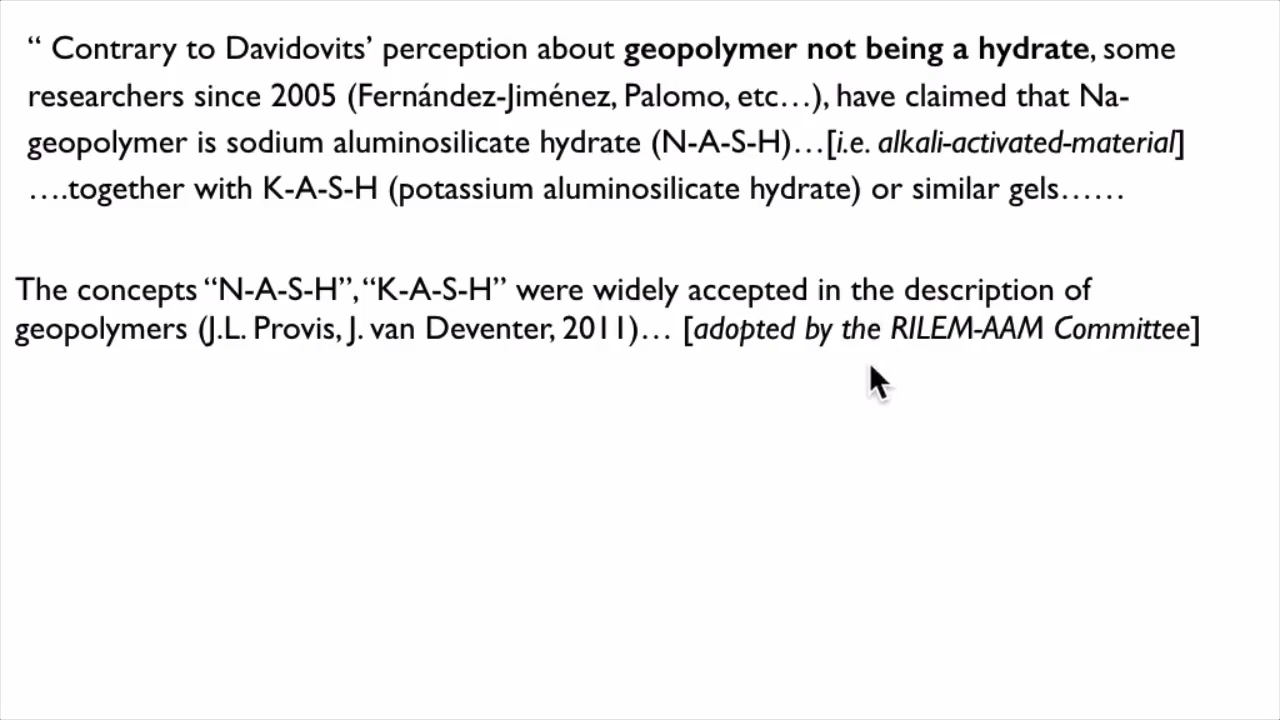 “ Contrary to Davidovits’ perception about geopolymer not being a hydrate, some
researchers since 2005 (Fernández-Jiménez, Palomo, etc…), have claimed that Na-
geopolymer is sodium aluminosilicate hydrate (N-A-S-H)…[i.e. alkali-activated-material]
….together with K-A-S-H (potassium aluminosilicate hydrate) or similar gels……
The concepts “N-A-S-H”, “K-A-S-H” were widely accepted in the description of
geopolymers (J.L. Provis, J. van Deventer, 2011)… [adopted by the RILEM-AAM Committee]